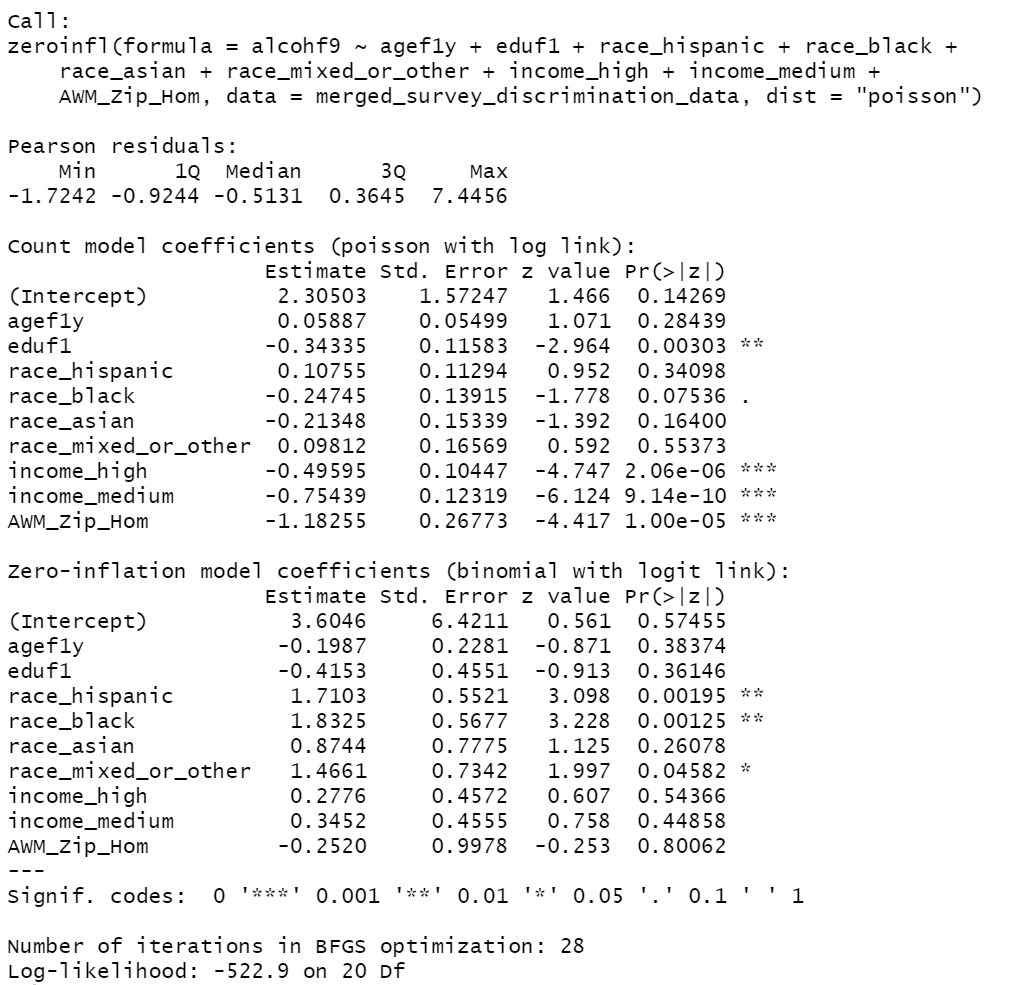 Call:
zeroinfl(formula = alcohf9 ~ agef1y + eduf1 + race_hispanic + race_black +
    race_asian + race_mixed_or_other + income_high + income_medium +
    AWM_Zip_Hom, data = merged_survey_discrimination_data, dist = "poisson")

Pearson residuals:
    Min      1Q  Median      3Q     Max
-1.7242 -0.9244 -0.5131  0.3645  7.4456

Count model coefficients (poisson with log link):
                    Estimate Std. Error z value Pr(>|z|)
(Intercept)          2.30503    1.57247   1.466  0.14269
agef1y               0.05887    0.05499   1.071  0.28439
eduf1               -0.34335    0.11583  -2.964  0.00303 **
race_hispanic        0.10755    0.11294   0.952  0.34098
race_black          -0.24745    0.13915  -1.778  0.07536 .
race_asian          -0.21348    0.15339  -1.392  0.16400
race_mixed_or_other  0.09812    0.16569   0.592  0.55373
income_high         -0.49595    0.10447  -4.747 2.06e-06 ***
income_medium       -0.75439    0.12319  -6.124 9.14e-10 ***
AWM_Zip_Hom         -1.18255    0.26773  -4.417 1.00e-05 ***

Zero-inflation model coefficients (binomial with logit link):
                    Estimate Std. Error z value Pr(>|z|)
(Intercept)           3.6046     6.4211   0.561  0.57455
agef1y               -0.1987     0.2281  -0.871  0.38374
eduf1                -0.4153     0.4551  -0.913  0.36146
race_hispanic         1.7103     0.5521   3.098  0.00195 **
race_black            1.8325     0.5677   3.228  0.00125 **
race_asian            0.8744     0.7775   1.125  0.26078
race_mixed_or_other   1.4661     0.7342   1.997  0.04582 *
income_high           0.2776     0.4572   0.607  0.54366
income_medium         0.3452     0.4555   0.758  0.44858
AWM_Zip_Hom          -0.2520     0.9978  -0.253  0.80062
---
Signif. codes:  0 '***' 0.001 '**' 0.01 '*' 0.05 '.' 0.1 ' ' 1

Number of iterations in BFGS optimization: 28
Log-likelihood: -522.9 on 20 Df